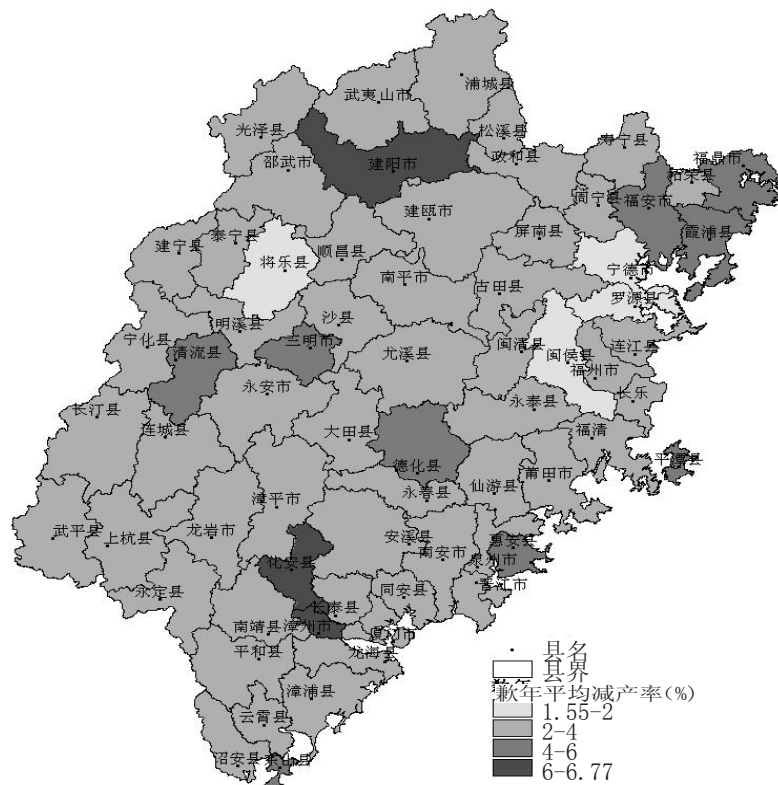 浦城县
武夷山市
光泽县
松溪县
寿宁县
政和县
福鼎市
邵武市
建阳市
柘荣县
周宁县
福安市
建瓯市
屏南县
霞浦县
泰宁县
建宁县
顺昌县
将乐县
宁德市
南平市
古田县
罗源县
沙县
明溪县
宁化县
三明市
闽清县
连江县
清流县
尤溪县
闽侯县
福州市
永安市
长乐
永泰县
长汀县
大田县
福清
连城县
平潭县
德化县
莆田市
仙游县
永春县
漳平市
武平县
龙岩市
上杭县
安溪县
惠安县
南安市
泉州市
化安县
晋江市
永定县
同安县
长泰县
南靖县
漳州市
厦门市
平和县
龙海县
漳浦县
云霄县
诏安县
东山县
县名
县界
歉年平均减产率(%)
1.55-2
2-4
4-6
6-6.77